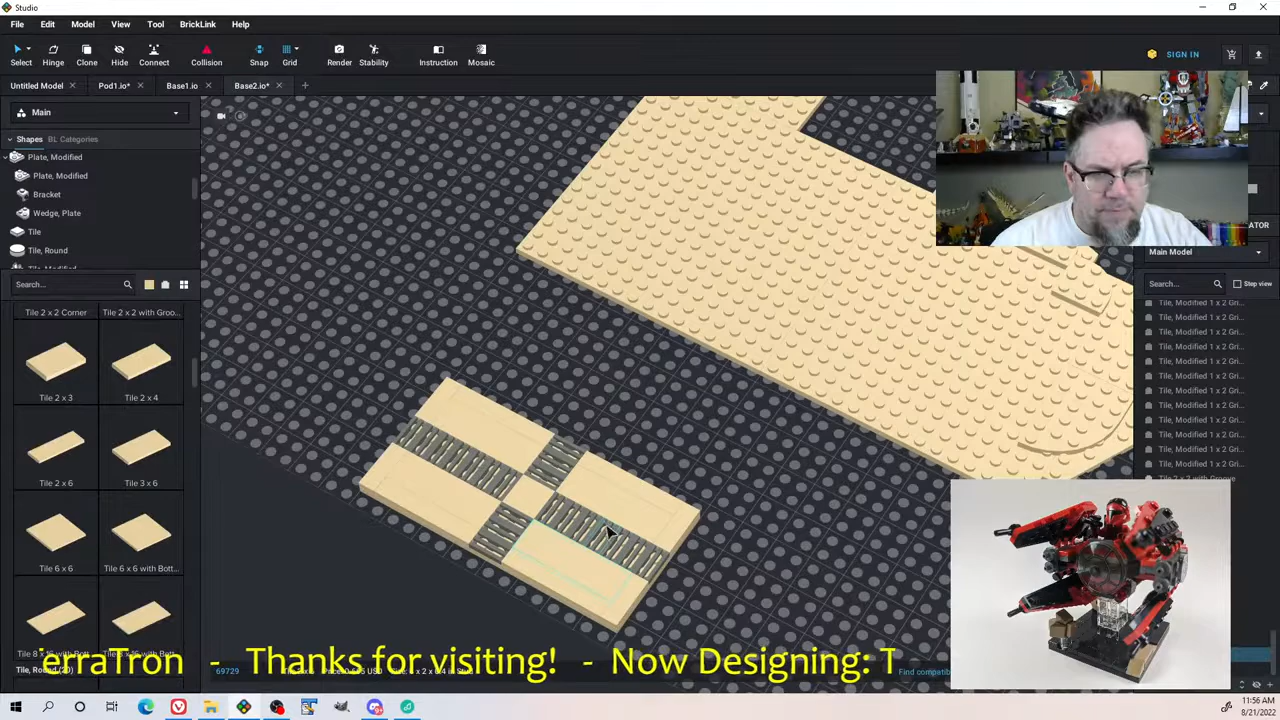 Studio
File Edit Model View Tool BrickLink Help
Select Hinge Clone Hide Connect Collision Snap Grid Render Stability Instruction Mosaic
SIGN IN
Untitled Model Pod1.io* Base1.io Base2.io*
Main
Shapes BL Categories
Plate, Modified
Plate, Modified
Bracket
Wedge, Plate
Tile
Tile, Round
Search...
Tile 2 x 2 Corner Tile 2 x 2 with Groo...
Tile 2 x 3 Tile 2 x 4
Tile 2 x 6 Tile 3 x 6
Tile 6 x 6 Tile 6 x 6 with Bott...
Main Model
Search... Step view
Tile, Modified 1 x 2 Gri...
Tile, Modified 1 x 2 Gri...
Tile, Modified 1 x 2 Gri...
Tile, Modified 1 x 2 Gri...
Tile, Modified 1 x 2 Gri...
Tile, Modified 1 x 2 Gri...
Tile, Modified 1 x 2 Gri...
Tile, Modified 1 x 2 Gri...
Tile, Modified 1 x 2 Gri...
Tile, Modified 1 x 2 Gri...
Tile, Modified 1 x 2 Gri...
Tile, Modified 1 x 2 Gri...
erraTron - Thanks for visiting! - Now Designing: T
69729
Find compatib
11:56 AM
8/21/2022